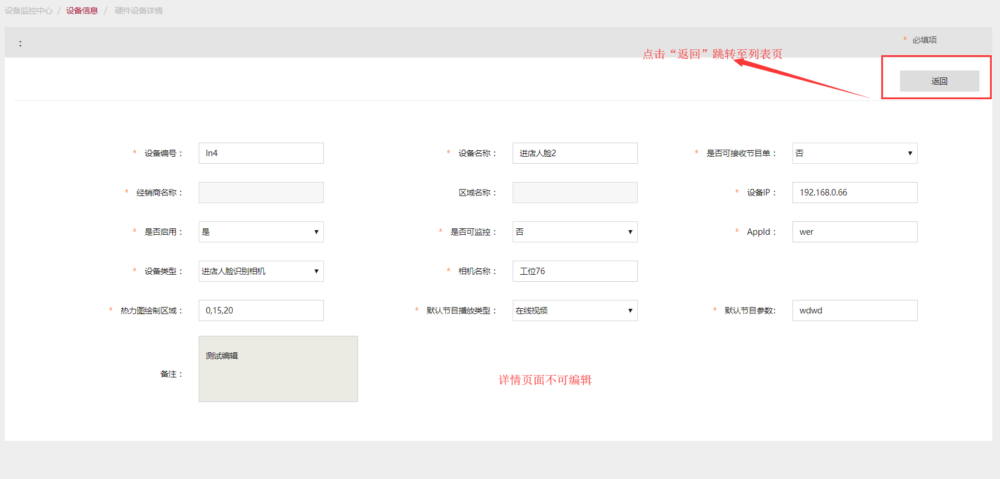 设备监控中心 / 设备信息 / 硬件设备详情
:
* 必填项
点击“返回”跳转至列表页
返回
* 设备编号： In4
* 设备名称： 进店人脸2
* 是否可接收节目单： 否
* 经销商名称：
区域名称：
* 设备IP： 192.168.0.66
* 是否启用： 是
* 是否可监控： 否
* AppId： wer
* 设备类型： 进店人脸识别相机
* 相机名称： 工位76
* 热力图绘制区域： 0,15,20
* 默认节目播放类型： 在线视频
* 默认节目参数: wdwd
备注： 测试编辑
详情页面不可编辑